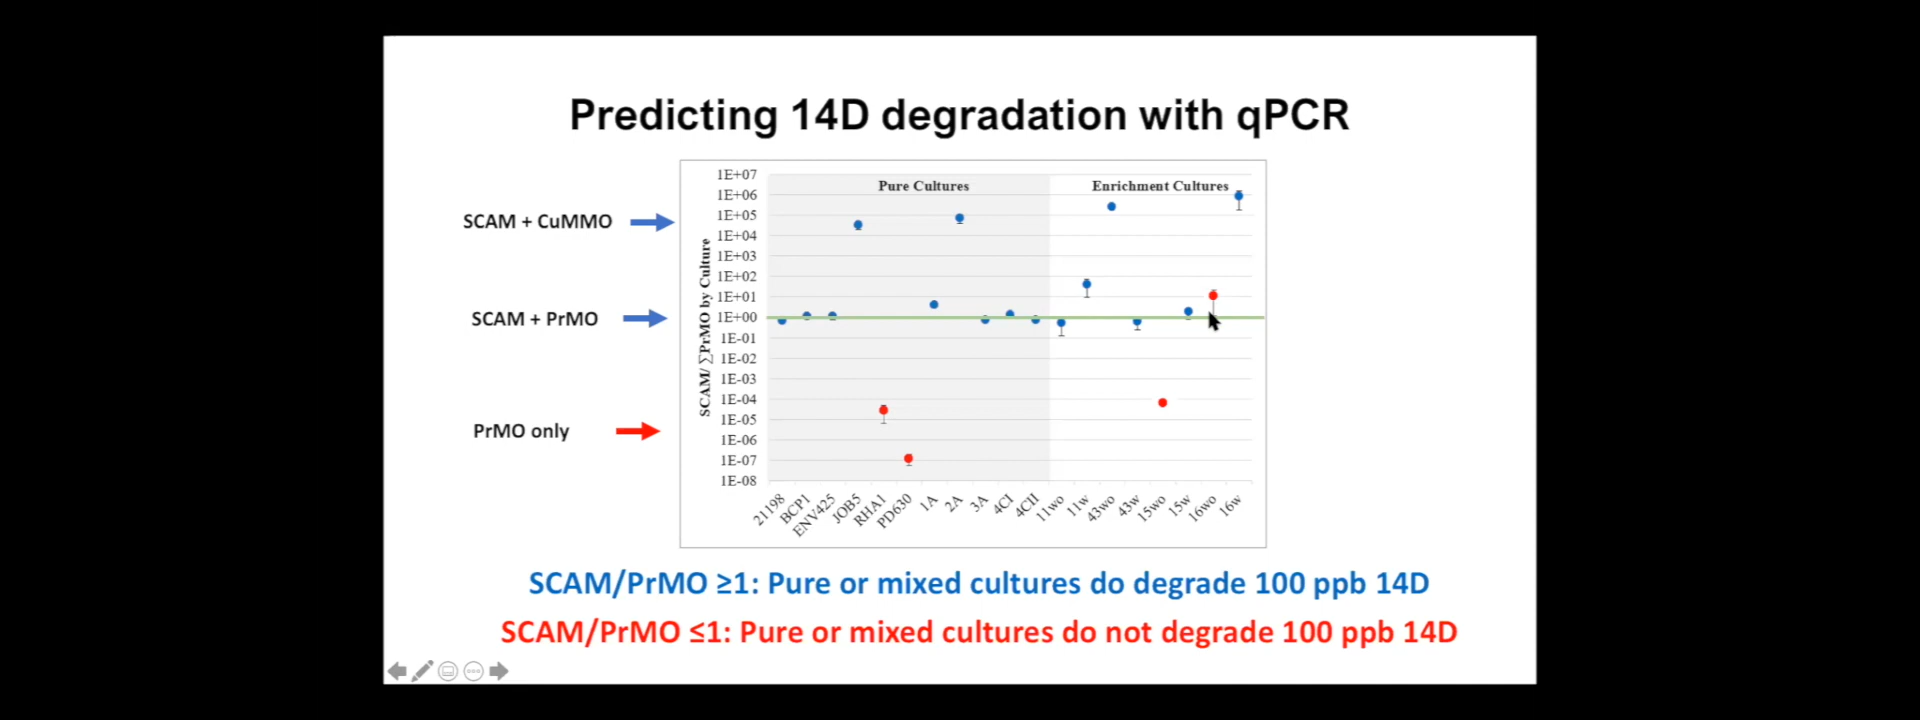 Predicting 14D degradation with qPCR
SCAM + CuMMO
SCAM + PrMO
PrMO only
SCAM/ ∑PrMO by Culture
1E+07
1E+06
1E+05
1E+04
1E+03
1E+02
1E+01
1E+00
1E-01
1E-02
1E-03
1E-04
1E-05
1E-06
1E-07
1E-08
Pure Cultures
Enrichment Cultures
21198
BCP1
ENV425
JOB5
RHA1
PD630
1A
2A
3A
4CI
4CII
11wo
11w
43wo
43w
15wo
15w
16wo
16w
SCAM/PrMO ≥1: Pure or mixed cultures do degrade 100 ppb 14D
SCAM/PrMO ≤1: Pure or mixed cultures do not degrade 100 ppb 14D